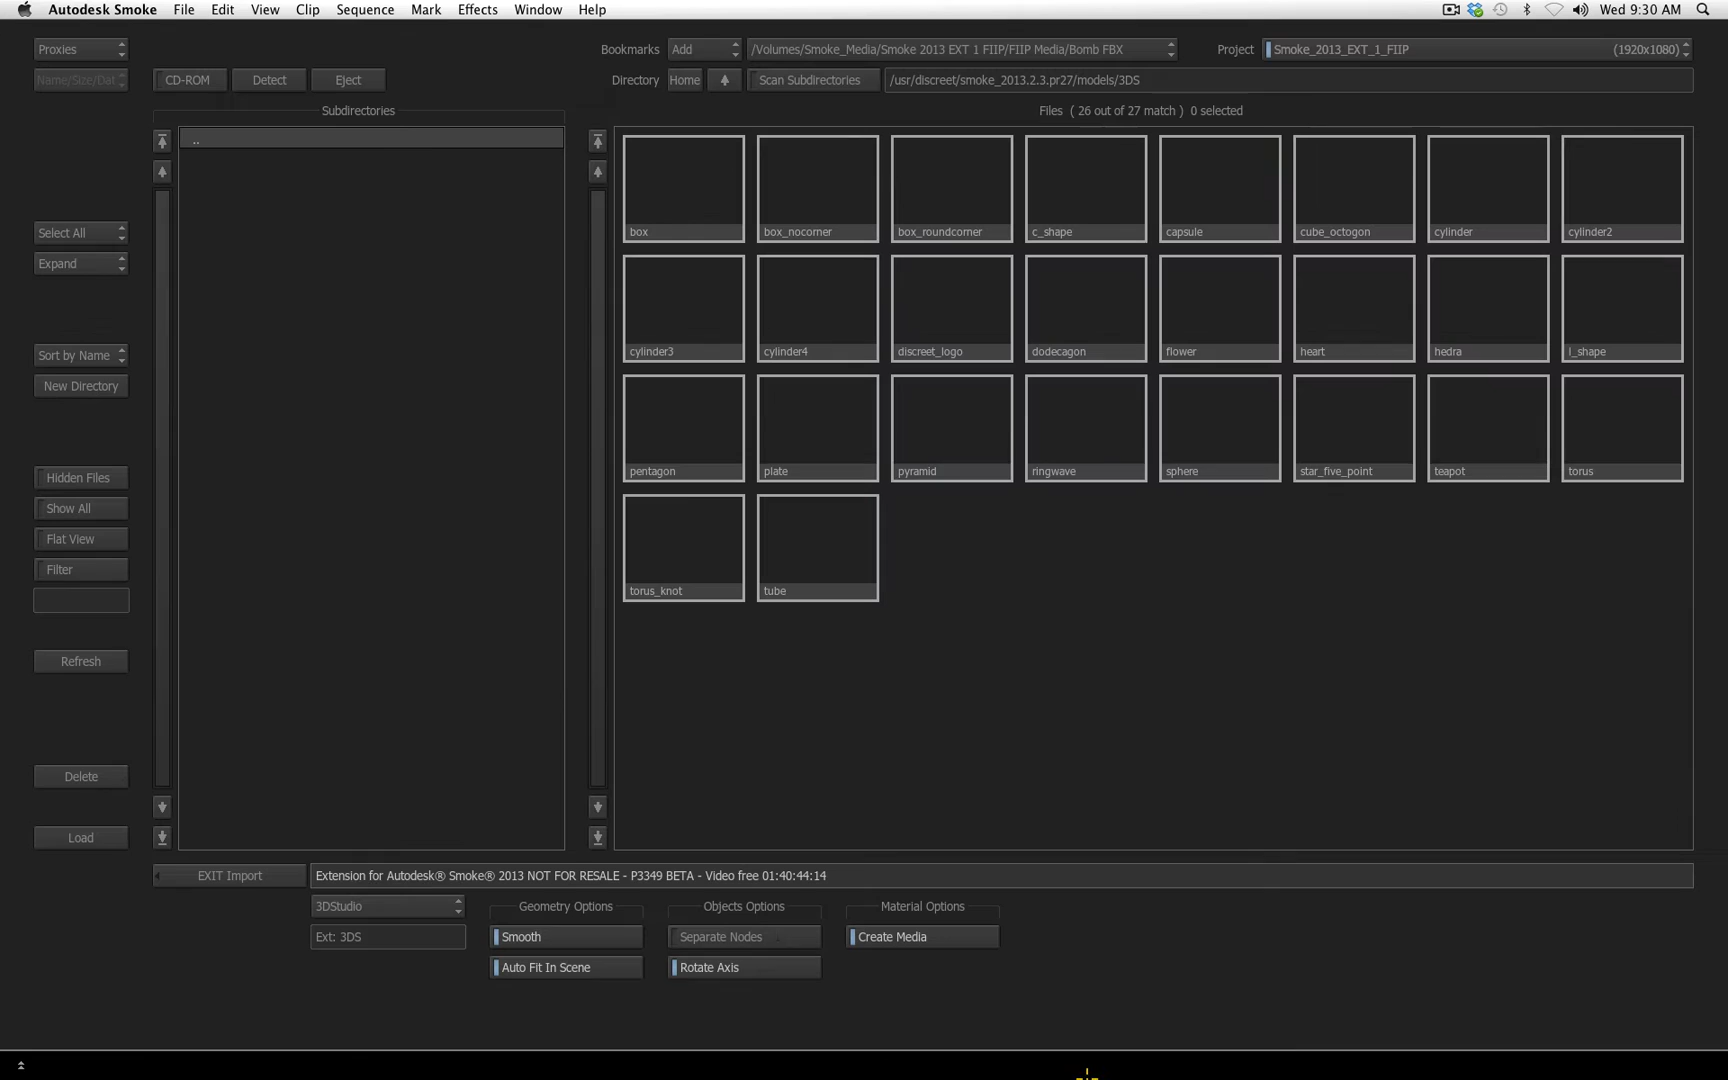 Autodesk Smoke File Edit View Clip Sequence Mark Effects Window Help Wed 9:30 AM
Proxies Bookmarks Add /Volumes/Smoke_Media/Smoke 2013 EXT 1 FIIP/FIIP Media/Bomb FBX Project Smoke_2013_EXT_1_FIIP (1920x1080)
Name/Size/Dat CD-ROM Detect Eject Directory Home Scan Subdirectories /usr/discreet/smoke_2013.2.3.pr27/models/3DS
Subdirectories Files ( 26 out of 27 match ) 0 selected
..
Select All
Expand
Sort by Name
New Directory
Hidden Files
Show All
Flat View
Filter
Refresh
Delete
Load
box box_nocorner box_roundcorner c_shape capsule cube_octogon cylinder cylinder2
cylinder3 cylinder4 discreet_logo dodecagon flower heart hedra l_shape
pentagon plate pyramid ringwave sphere star_five_point teapot torus
torus_knot tube
EXIT Import Extension for Autodesk® Smoke® 2013 NOT FOR RESALE - P3349 BETA - Video free 01:40:44:14
3DStudio Geometry Options Objects Options Material Options
Ext: 3DS Smooth Separate Nodes Create Media
Auto Fit In Scene Rotate Axis